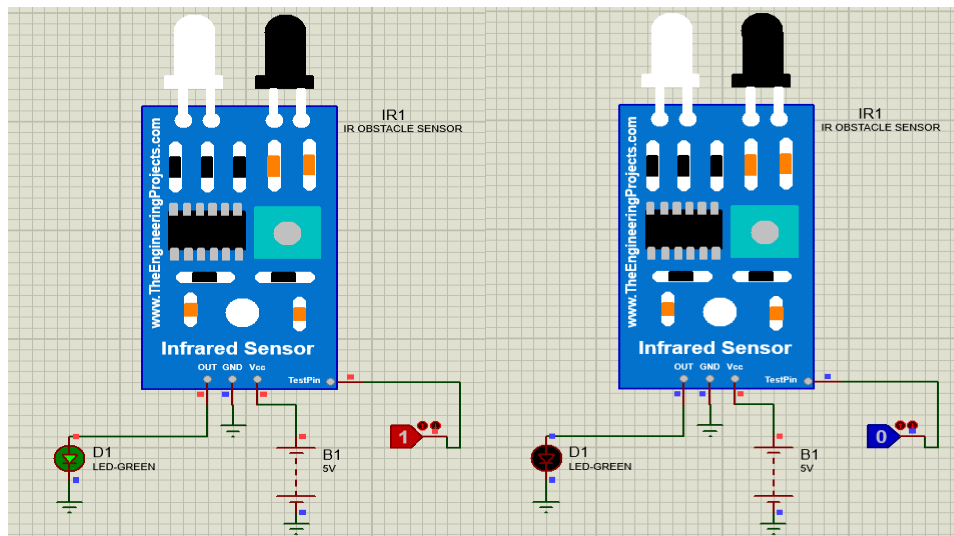 IR1
IR OBSTACLE SENSOR
www.TheEngineeringProjects.com
Infrared Sensor
OUT GND Vcc
TestPin
1
D1
LED-GREEN
B1
5V
IR1
IR OBSTACLE SENSOR
www.TheEngineeringProjects.com
Infrared Sensor
OUT GND Vcc
TestPin
0
D1
LED-GREEN
B1
5V